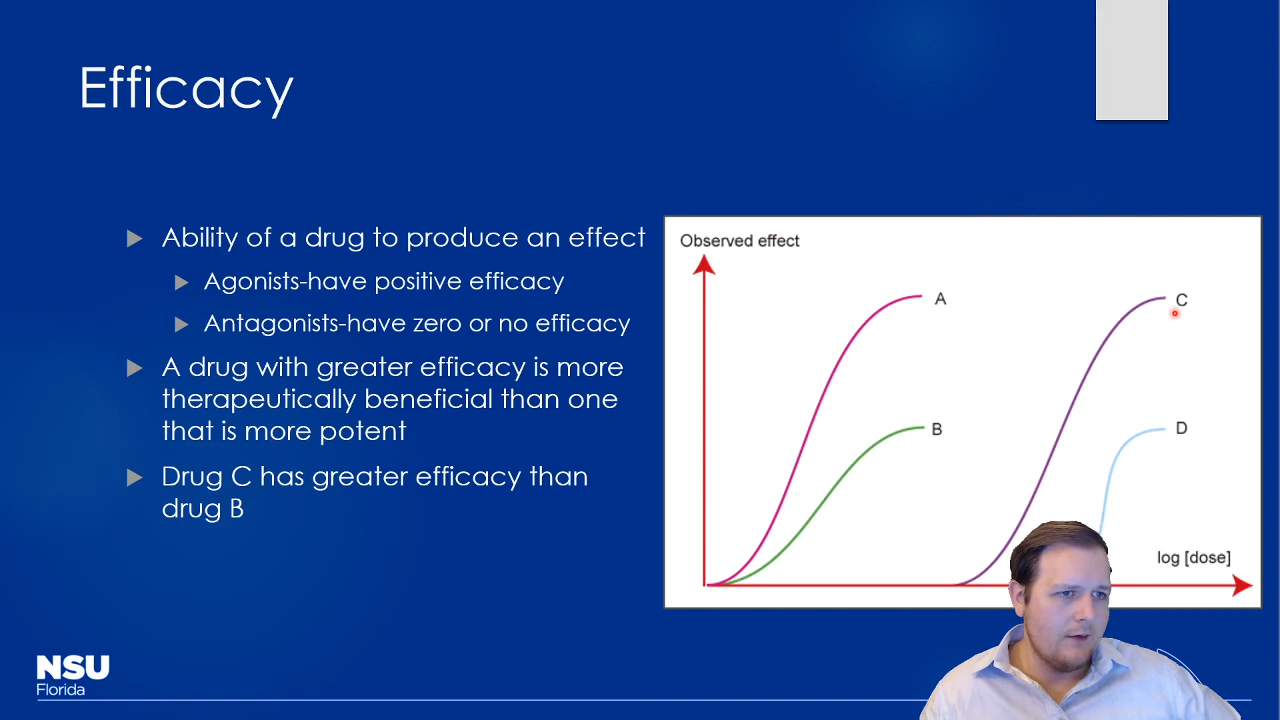 Efficacy
Ability of a drug to produce an effect
Agonists-have positive efficacy
Antagonists-have zero or no efficacy
A drug with greater efficacy is more
therapeutically beneficial than one
that is more potent
Drug C has greater efficacy than
drug B
Observed effect
A
C
B
D
log [dose]
NSU
Florida